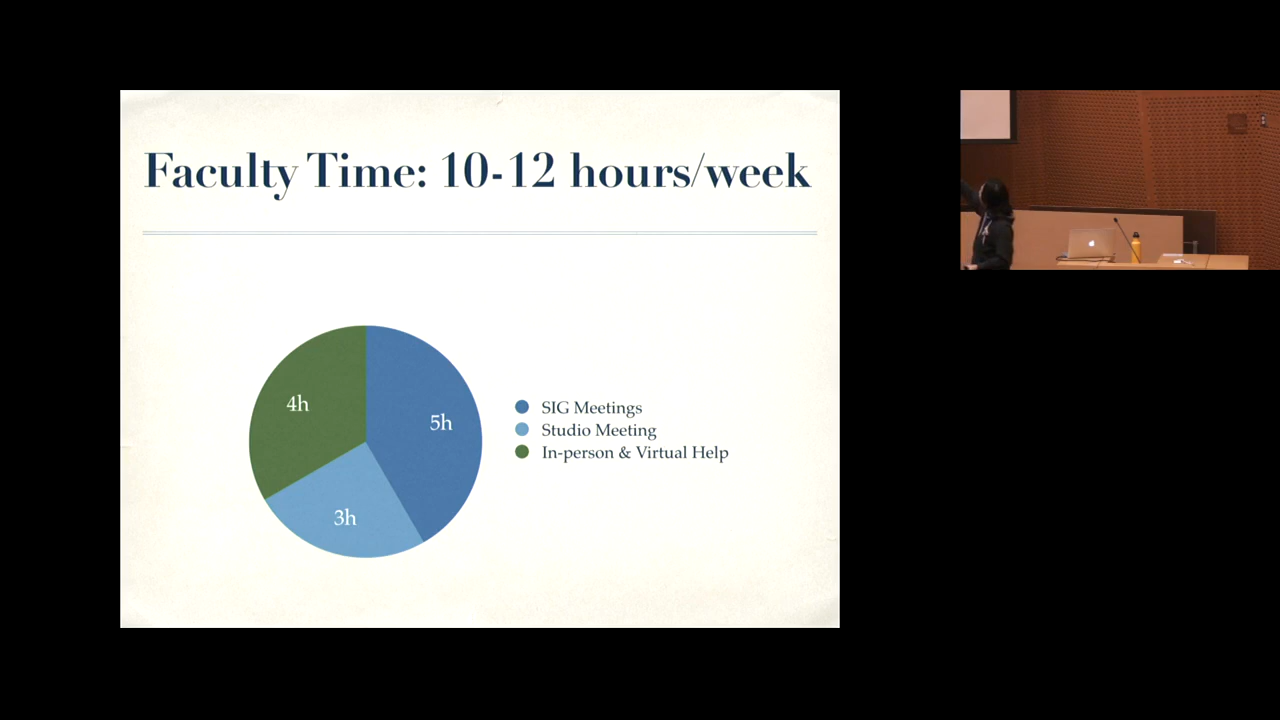 Faculty Time: 10-12 hours/week
4h
5h
3h
SIG Meetings
Studio Meeting
In-person & Virtual Help